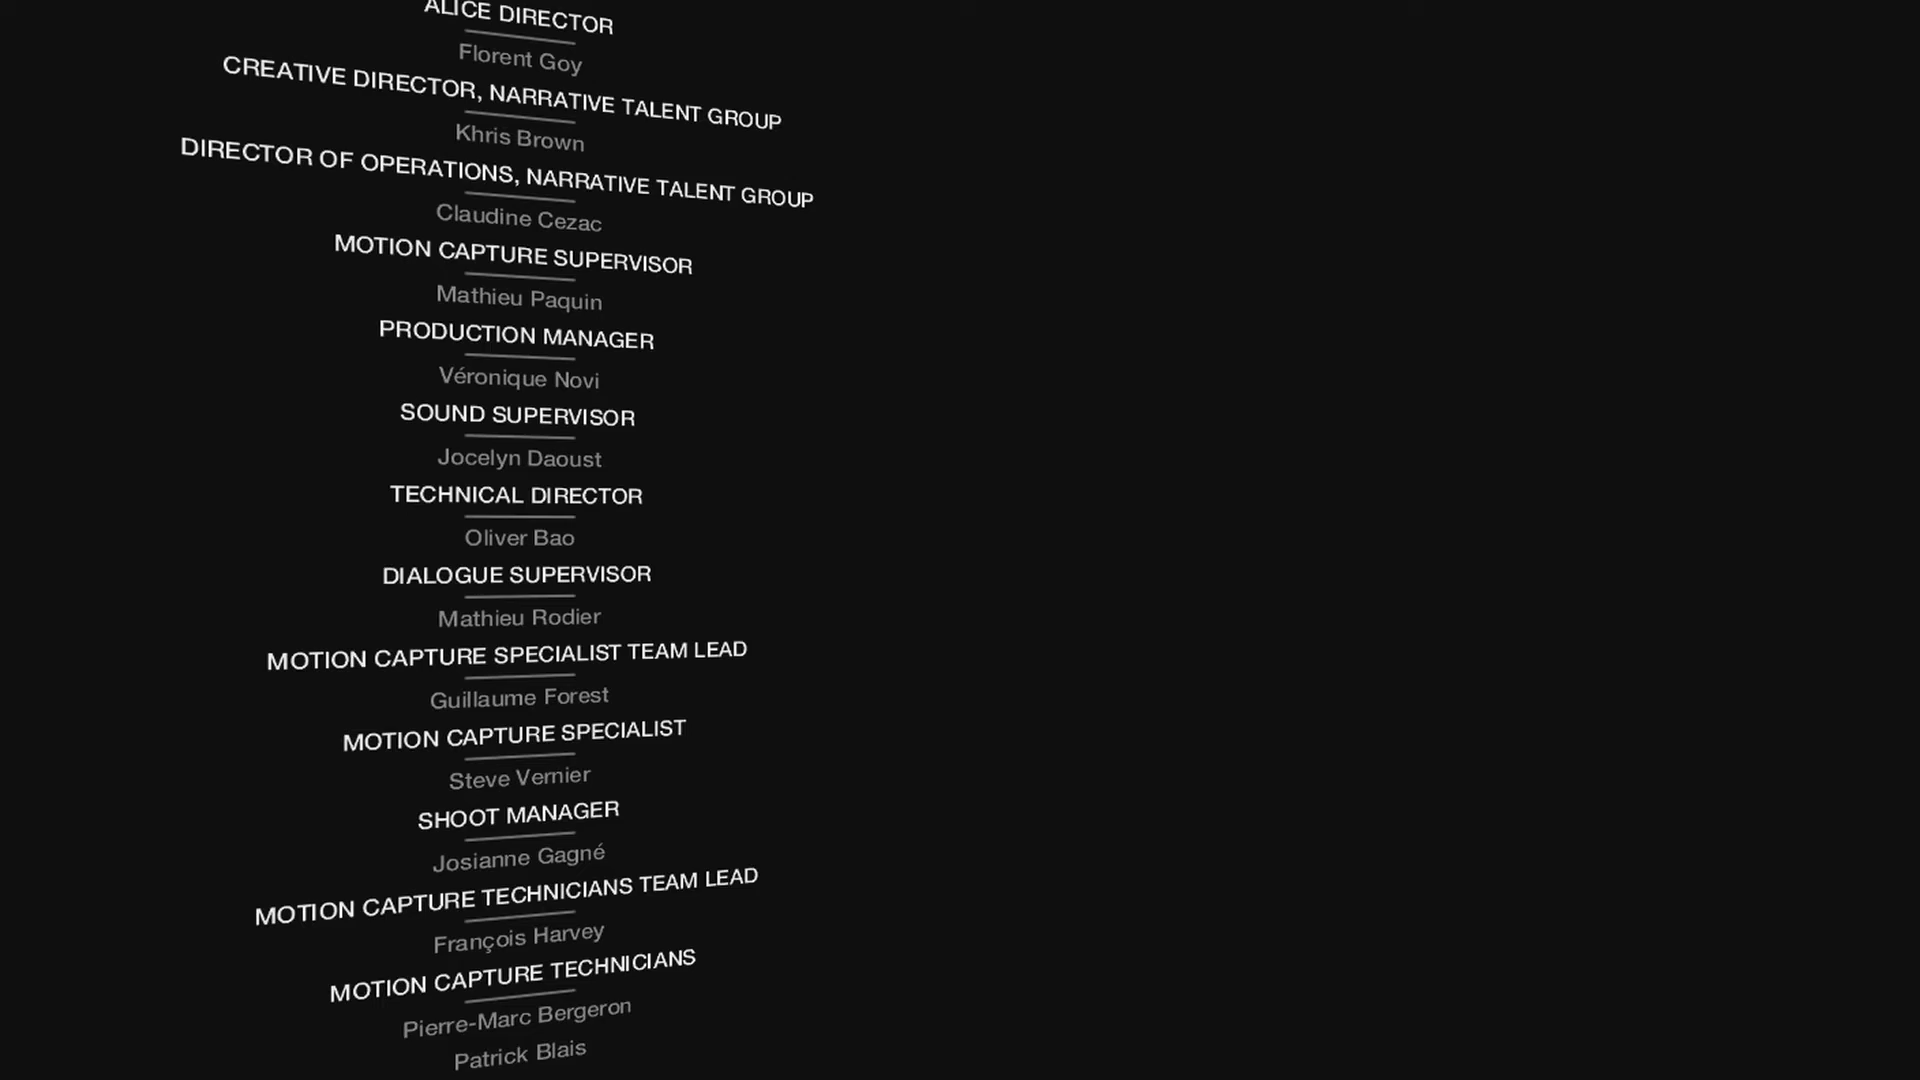 ALICE DIRECTOR
Florent Goy
CREATIVE DIRECTOR, NARRATIVE TALENT GROUP
Khris Brown
DIRECTOR OF OPERATIONS, NARRATIVE TALENT GROUP
Claudine Cezac
MOTION CAPTURE SUPERVISOR
Mathieu Paquin
PRODUCTION MANAGER
Véronique Novi
SOUND SUPERVISOR
Jocelyn Daoust
TECHNICAL DIRECTOR
Oliver Bao
DIALOGUE SUPERVISOR
Mathieu Rodier
MOTION CAPTURE SPECIALIST TEAM LEAD
Guillaume Forest
MOTION CAPTURE SPECIALIST
Steve Vernier
SHOOT MANAGER
Josianne Gagné
MOTION CAPTURE TECHNICIANS TEAM LEAD
François Harvey
MOTION CAPTURE TECHNICIANS
Pierre-Marc Bergeron
Patrick Blais